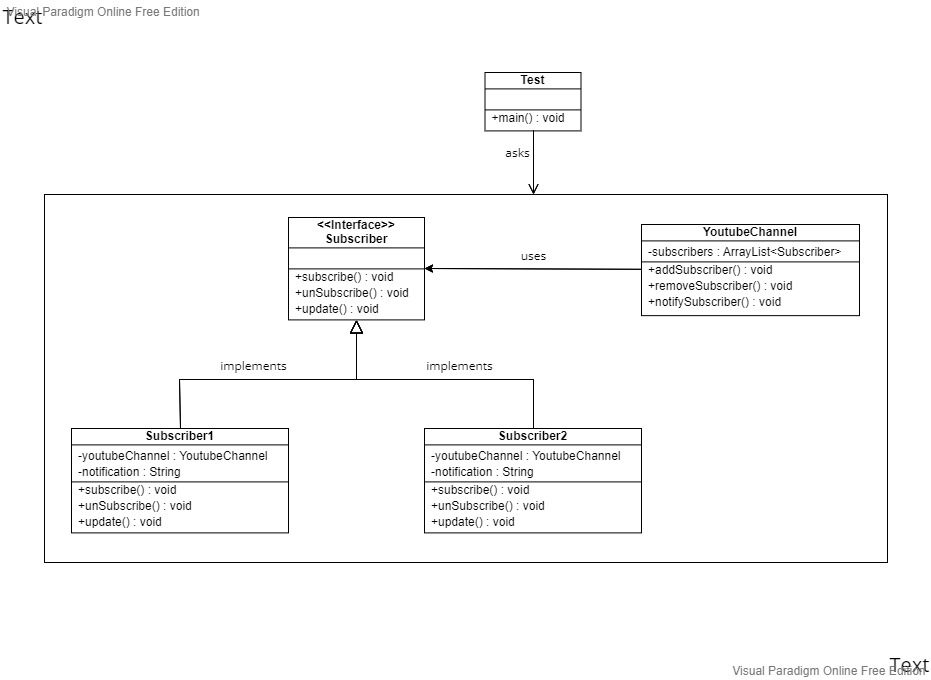 Visual Paradigm Online Free Edition
Text
Test
+main() : void
asks
<<Interface>>
Subscriber
+subscribe() : void
+unSubscribe() : void
+update() : void
uses
YoutubeChannel
-subscribers : ArrayList<Subscriber>
+addSubscriber() : void
+removeSubscriber() : void
+notifySubscriber() : void
implements
implements
Subscriber1
-youtubeChannel : YoutubeChannel
-notification : String
+subscribe() : void
+unSubscribe() : void
+update() : void
Subscriber2
-youtubeChannel : YoutubeChannel
-notification : String
+subscribe() : void
+unSubscribe() : void
+update() : void
Text
Visual Paradigm Online Free Edition